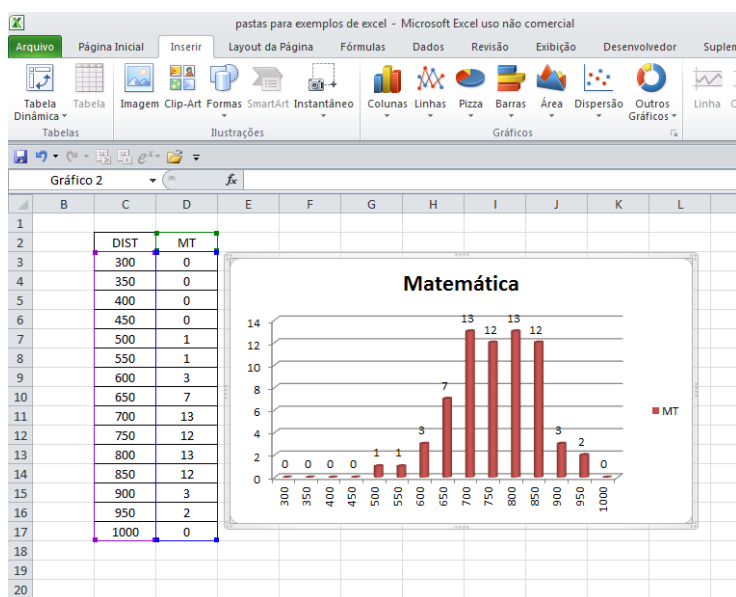 pastas para exemplos de excel - Microsoft Excel uso não comercial
Arquivo Página Inicial Inserir Layout da Página Fórmulas Dados Revisão Exibição Desenvolvedor Suplem
Tabela Dinâmica Tabela Imagem Clip-Art Formas SmartArt Instantâneo Colunas Linhas Pizza Barras Área Dispersão Outros Gráficos Linha C
Tabelas Ilustrações Gráficos
Gráfico 2 fx
B C D E F G H I J K L
1
2 DIST MT
3 300 0
4 350 0
5 400 0
6 450 0
7 500 1
8 550 1
9 600 3
10 650 7
11 700 13
12 750 12
13 800 13
14 850 12
15 900 3
16 950 2
17 1000 0
18
19
20
Matemática
14
12
10
8
6
4
2
0
0 0 0 0 1 1 3 7 13 12 13 12 3 2 0
300 350 400 450 500 550 600 650 700 750 800 850 900 950 1000
MT